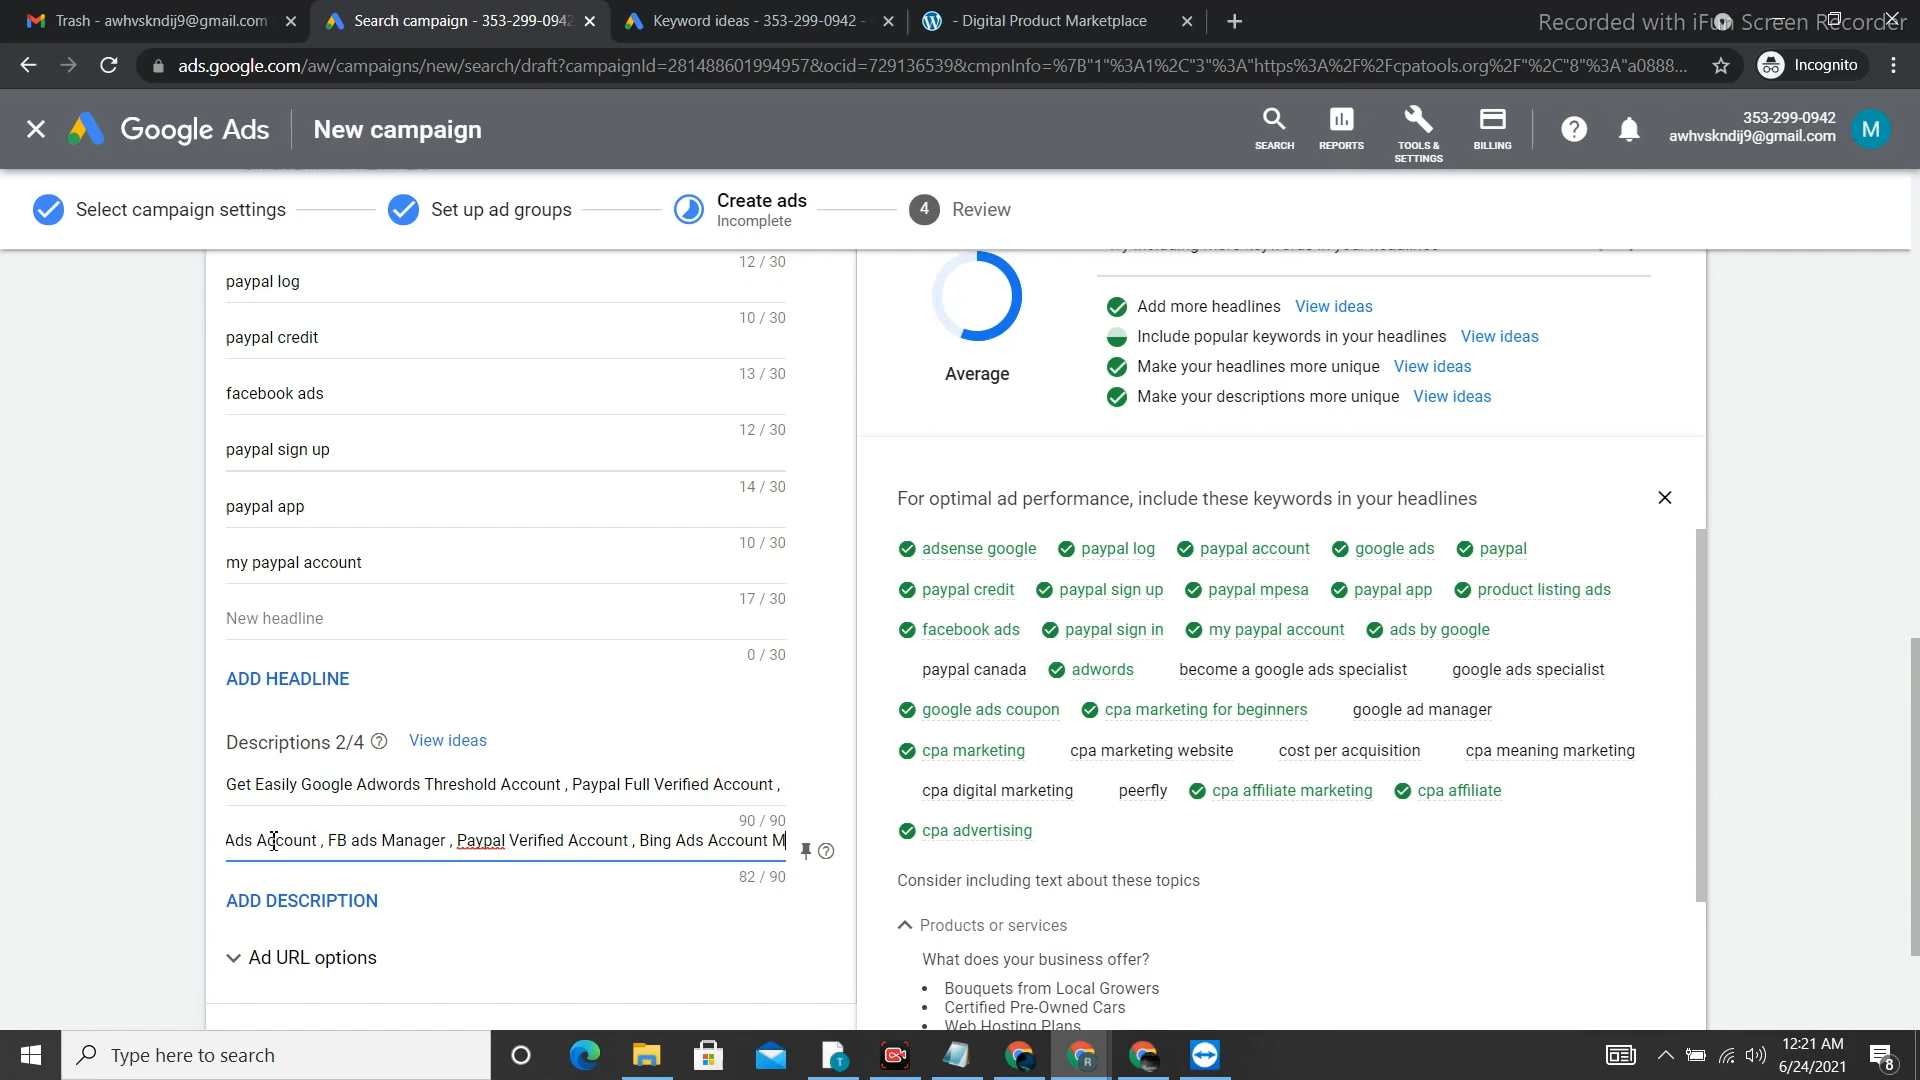 Trash - awhvskndij9@gmail.com
Search campaign - 353-299-0942
Keyword ideas - 353-299-0942 -
- Digital Product Marketplace
Recorded with iFun Screen Recorder
ads.google.com/aw/campaigns/new/search/draft?campaignId=281488601994957&ocid=729136539&cmpnInfo=%7B"1"%3A1%2C"3"%3A"https%3A%2F%2Fcpatools.org%2F"%2C"8"%3A"a0888...
Incognito
Google Ads
New campaign
SEARCH
REPORTS
TOOLS &
SETTINGS
BILLING
353-299-0942
awhvskndij9@gmail.com
M
Select campaign settings
Set up ad groups
Create ads
Incomplete
4
Review
12 / 30
paypal log
10 / 30
paypal credit
13 / 30
facebook ads
12 / 30
paypal sign up
14 / 30
paypal app
10 / 30
my paypal account
17 / 30
New headline
0 / 30
ADD HEADLINE
Descriptions 2/4
View ideas
Get Easily Google Adwords Threshold Account , Paypal Full Verified Account ,
90 / 90
Ads Account , FB ads Manager , Paypal Verified Account , Bing Ads Account M
82 / 90
ADD DESCRIPTION
Ad URL options
Average
Add more headlines View ideas
Include popular keywords in your headlines View ideas
Make your headlines more unique View ideas
Make your descriptions more unique View ideas
For optimal ad performance, include these keywords in your headlines
adsense google paypal log paypal account google ads paypal
paypal credit paypal sign up paypal mpesa paypal app product listing ads
facebook ads paypal sign in my paypal account ads by google
paypal canada adwords become a google ads specialist google ads specialist
google ads coupon cpa marketing for beginners google ad manager
cpa marketing cpa marketing website cost per acquisition cpa meaning marketing
cpa digital marketing peerfly cpa affiliate marketing cpa affiliate
cpa advertising
Consider including text about these topics
Products or services
What does your business offer?
• Bouquets from Local Growers
• Certified Pre-Owned Cars
• Web Hosting Plans
Type here to search
12:21 AM
6/24/2021
8